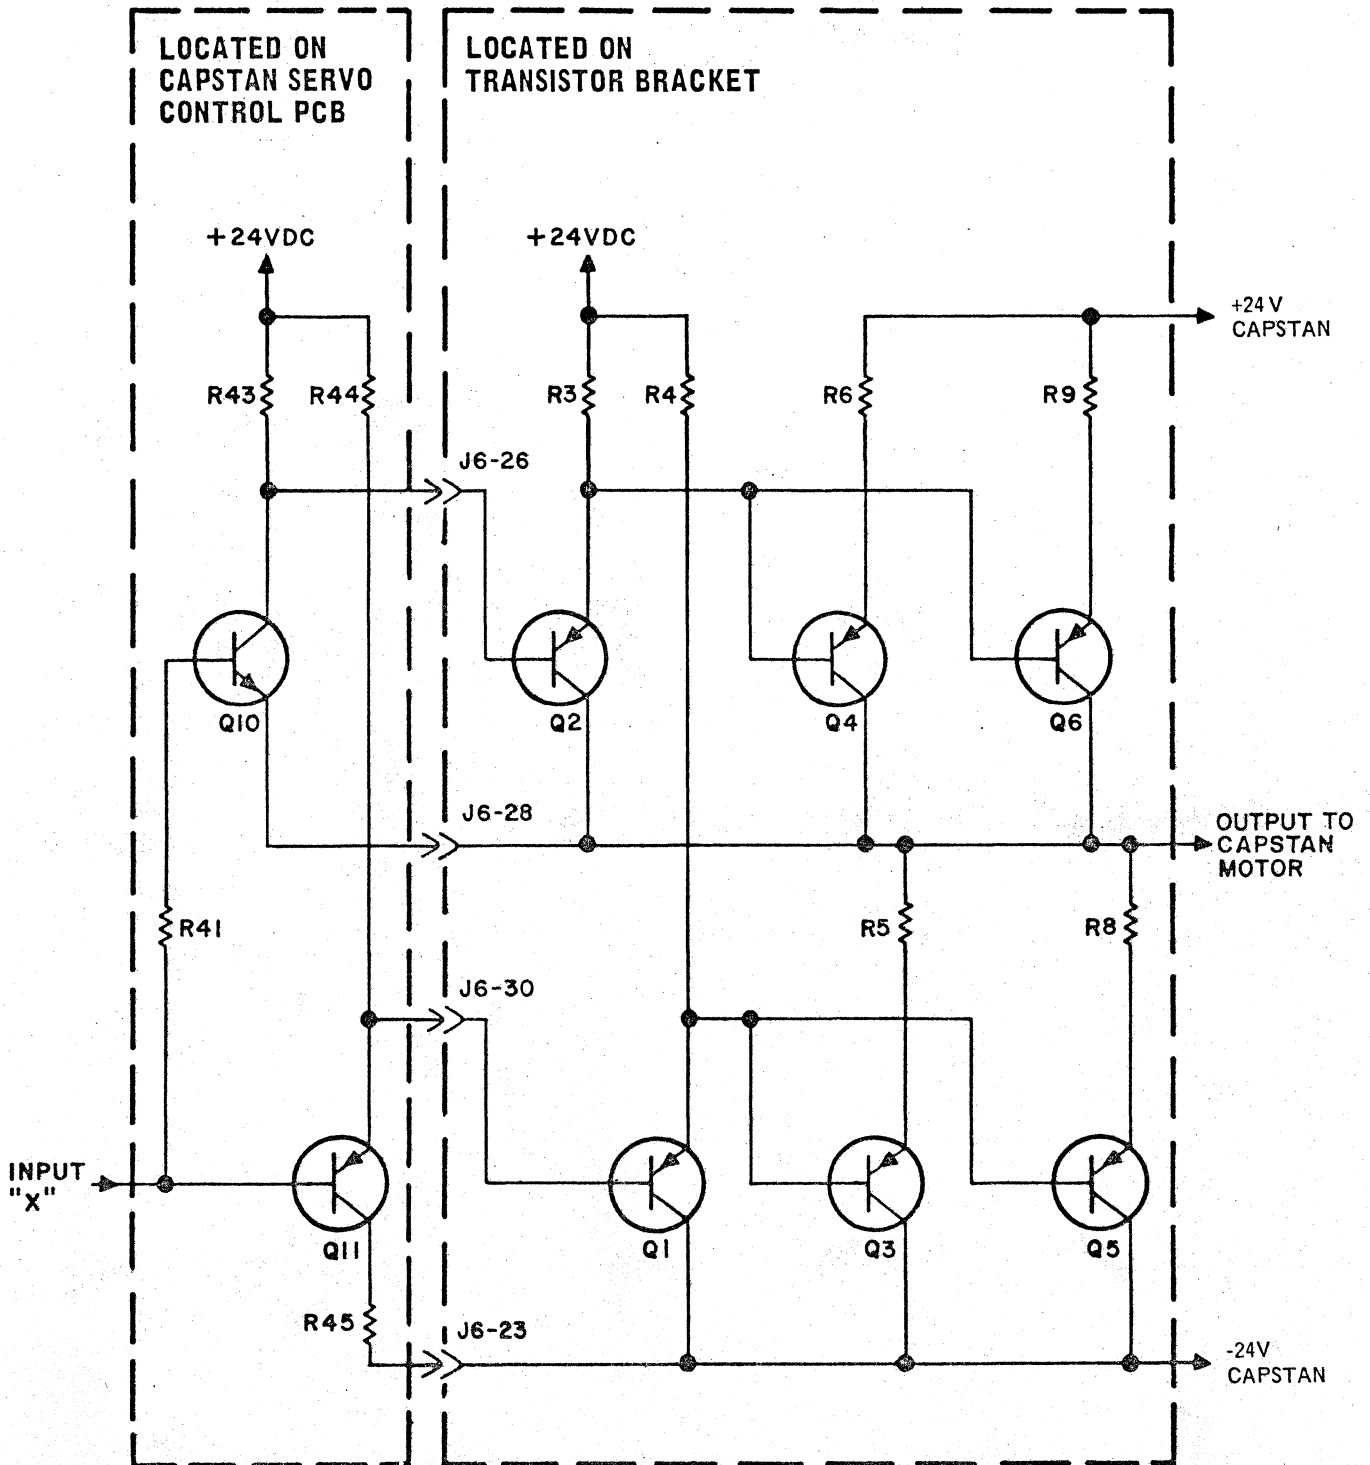 LOCATED ON
CAPSTAN SERVO
CONTROL PCB
LOCATED ON
TRANSISTOR BRACKET
+24VDC
+24VDC
+24V
CAPSTAN
R43
R44
R3
R4
R6
R9
J6-26
Q10
Q2
Q4
Q6
J6-28
OUTPUT TO
CAPSTAN
MOTOR
R41
R5
R8
J6-30
INPUT
"X"
Q11
Q1
Q3
Q5
R45
J6-23
-24V
CAPSTAN